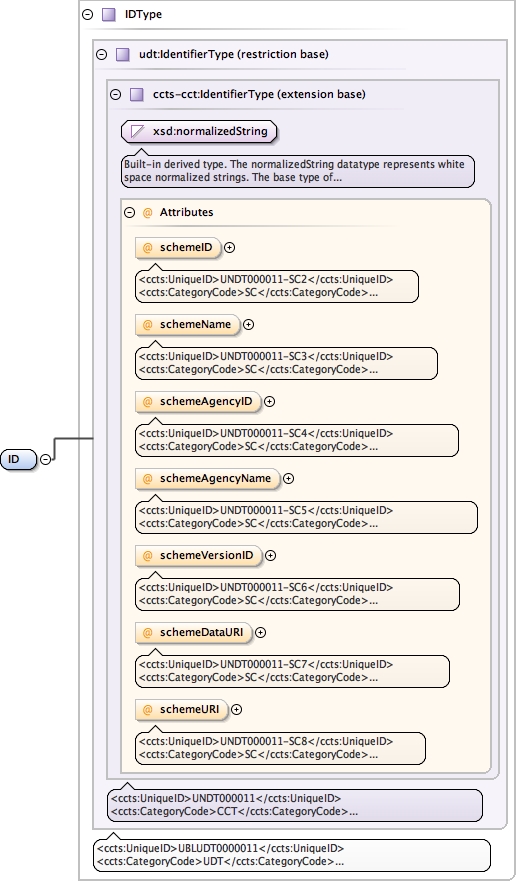 IDType
udt:IdentifierType (restriction base)
ccts-cct:IdentifierType (extension base)
xsd:normalizedString
Built-in derived type. The normalizedString datatype represents white
space normalized strings. The base type of...
@ Attributes
@ schemeID
<ccts:UniqueID>UNDT000011-SC2</ccts:UniqueID>
<ccts:CategoryCode>SC</ccts:CategoryCode>...
@ schemeName
<ccts:UniqueID>UNDT000011-SC3</ccts:UniqueID>
<ccts:CategoryCode>SC</ccts:CategoryCode>...
@ schemeAgencyID
<ccts:UniqueID>UNDT000011-SC4</ccts:UniqueID>
<ccts:CategoryCode>SC</ccts:CategoryCode>...
@ schemeAgencyName
<ccts:UniqueID>UNDT000011-SC5</ccts:UniqueID>
<ccts:CategoryCode>SC</ccts:CategoryCode>...
ID
@ schemeVersionID
<ccts:UniqueID>UNDT000011-SC6</ccts:UniqueID>
<ccts:CategoryCode>SC</ccts:CategoryCode>...
@ schemeDataURI
<ccts:UniqueID>UNDT000011-SC7</ccts:UniqueID>
<ccts:CategoryCode>SC</ccts:CategoryCode>...
@ schemeURI
<ccts:UniqueID>UNDT000011-SC8</ccts:UniqueID>
<ccts:CategoryCode>SC</ccts:CategoryCode>...
<ccts:UniqueID>UNDT000011</ccts:UniqueID>
<ccts:CategoryCode>CCT</ccts:CategoryCode>...
<ccts:UniqueID>UBLUDT0000011</ccts:UniqueID>
<ccts:CategoryCode>UDT</ccts:CategoryCode>...